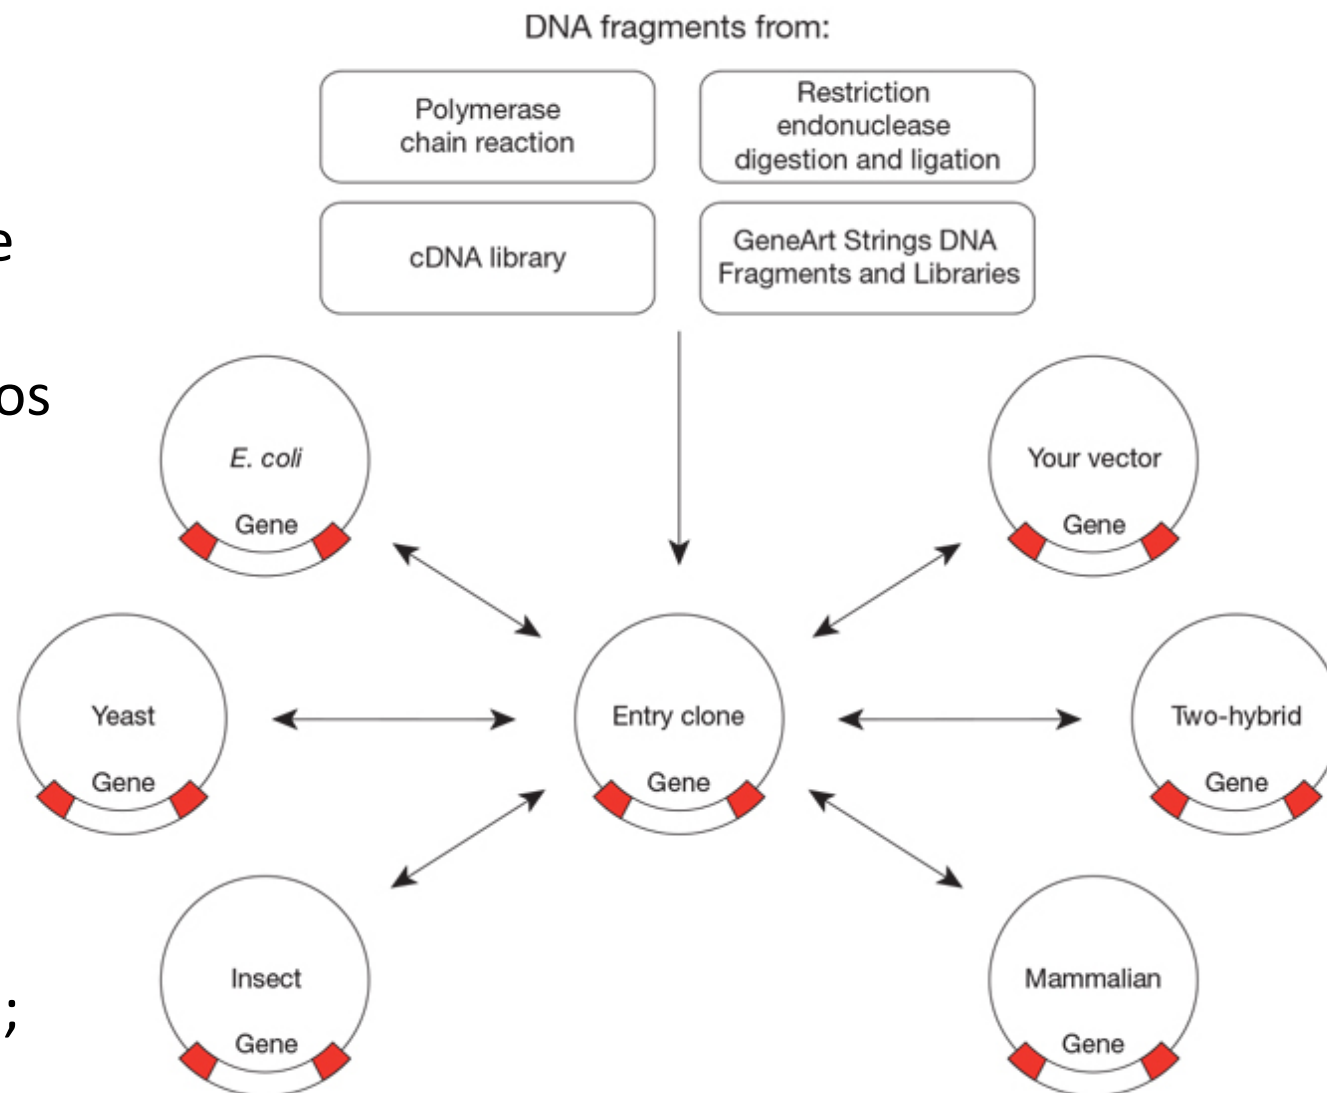 DNA fragments from:
Polymerase
chain reaction
Restriction
endonuclease
digestion and ligation
cDNA library
GeneArt Strings DNA
Fragments and Libraries
e
os
;
E. coli
Gene
Your vector
Gene
Yeast
Gene
Entry clone
Gene
Two-hybrid
Gene
Insect
Gene
Mammalian
Gene